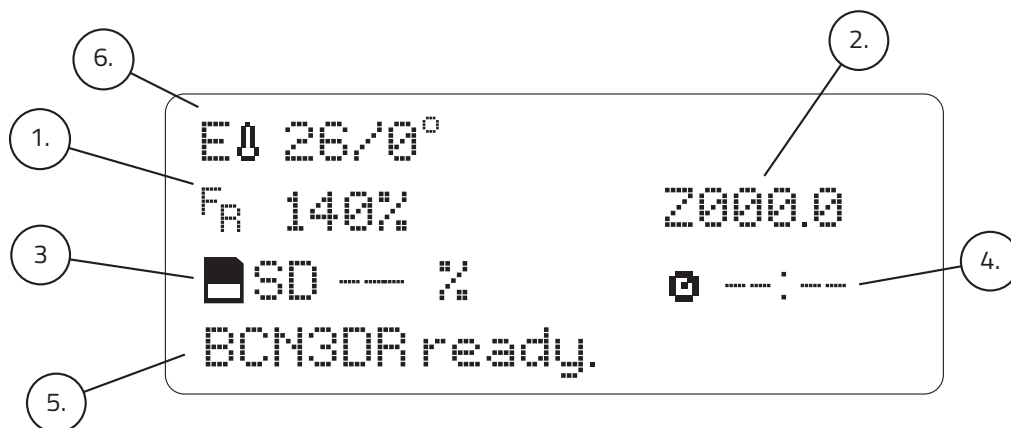 6.
2.
E 26/0°
1.
FR 140% Z000.0
3
SD --- % --:--
4.
BCN3DR ready.
5.